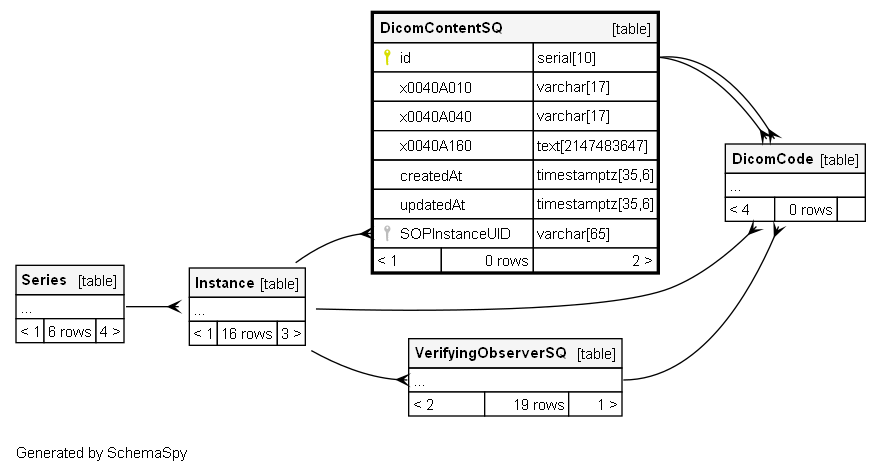 DicomContentSQ [table]
id serial[10]
x0040A010 varchar[17]
x0040A040 varchar[17]
x0040A160 text[2147483647]
createdAt timestamptz[35,6]
updatedAt timestamptz[35,6]
SOPInstanceUID varchar[65]
< 1 0 rows 2 >
DicomCode [table]
...
< 4 0 rows
Series [table]
...
< 1 6 rows 4 >
Instance [table]
...
< 1 16 rows 3 >
VerifyingObserverSQ [table]
...
< 2 19 rows 1 >
Generated by SchemaSpy